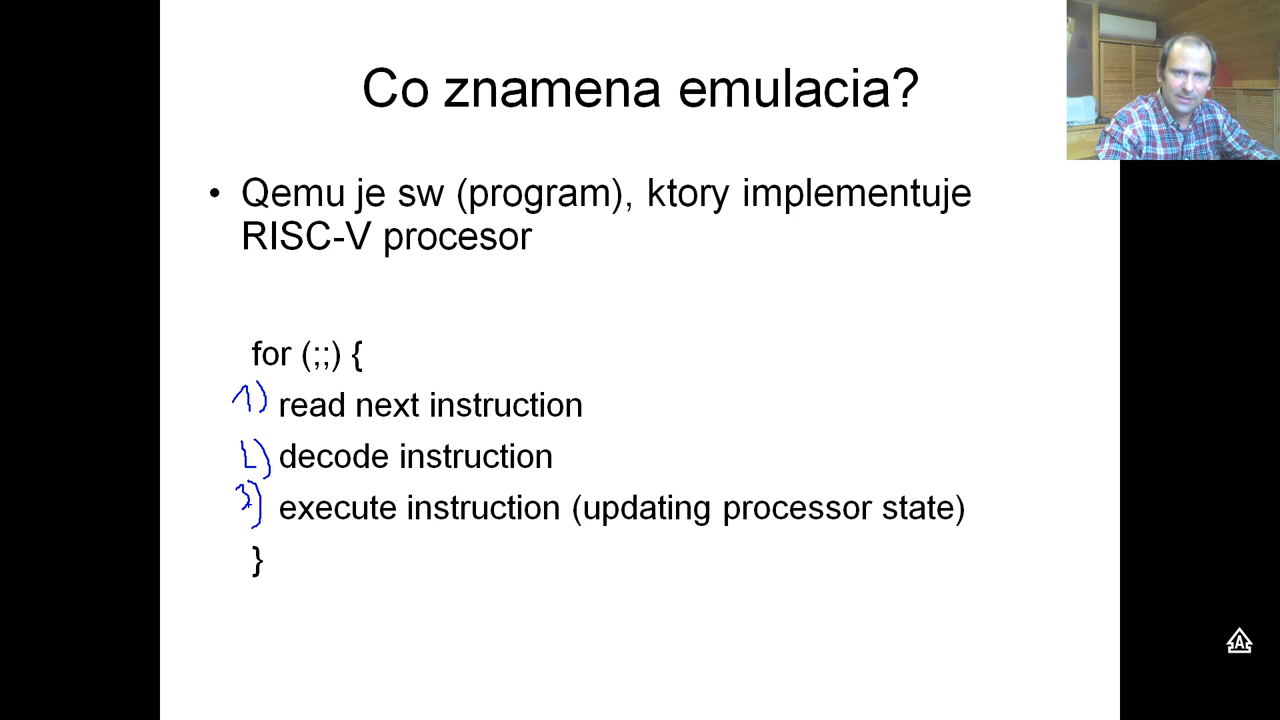 Co znamena emulacia?
• Qemu je sw (program), ktory implementuje
RISC-V procesor
for (;;) {
1) read next instruction
2) decode instruction
3) execute instruction (updating processor state)
}
A